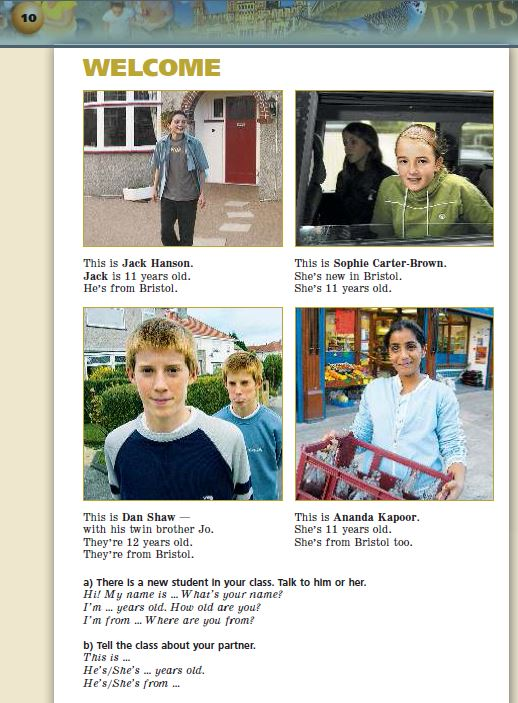 10
Bris
WELCOME
This is Jack Hanson.
Jack is 11 years old.
He's from Bristol.
This is Sophie Carter-Brown.
She's new in Bristol.
She's 11 years old.
This is Dan Shaw —
with his twin brother Jo.
They're 12 years old.
They're from Bristol.
This is Ananda Kapoor.
She's 11 years old.
She's from Bristol too.
a) There is a new student in your class. Talk to him or her.
Hi! My name is ... What's your name?
I'm ... years old. How old are you?
I'm from ... Where are you from?
b) Tell the class about your partner.
This is ...
He's/She's ... years old.
He's/She's from ...